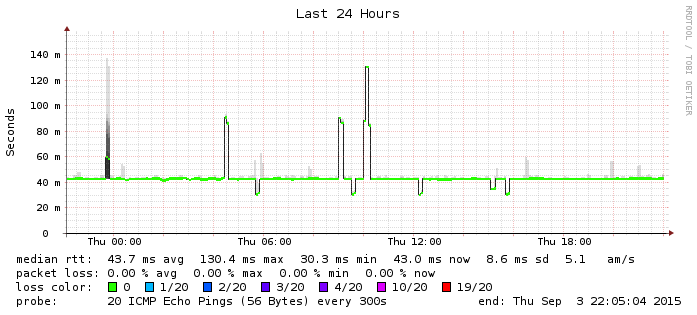 Last 24 Hours
RRDTOOL / TOBI OETIKER
Seconds
140 m
120 m
100 m
80 m
60 m
40 m
20 m
0
Thu 00:00 Thu 06:00 Thu 12:00 Thu 18:00
median rtt: 43.7 ms avg 130.4 ms max 30.3 ms min 43.0 ms now 8.6 ms sd 5.1 am/s
packet loss: 0.00 % avg 0.00 % max 0.00 % min 0.00 % now
loss color: 0 1/20 2/20 3/20 4/20 10/20 19/20
probe: 20 ICMP Echo Pings (56 Bytes) every 300s end: Thu Sep 3 22:05:04 2015